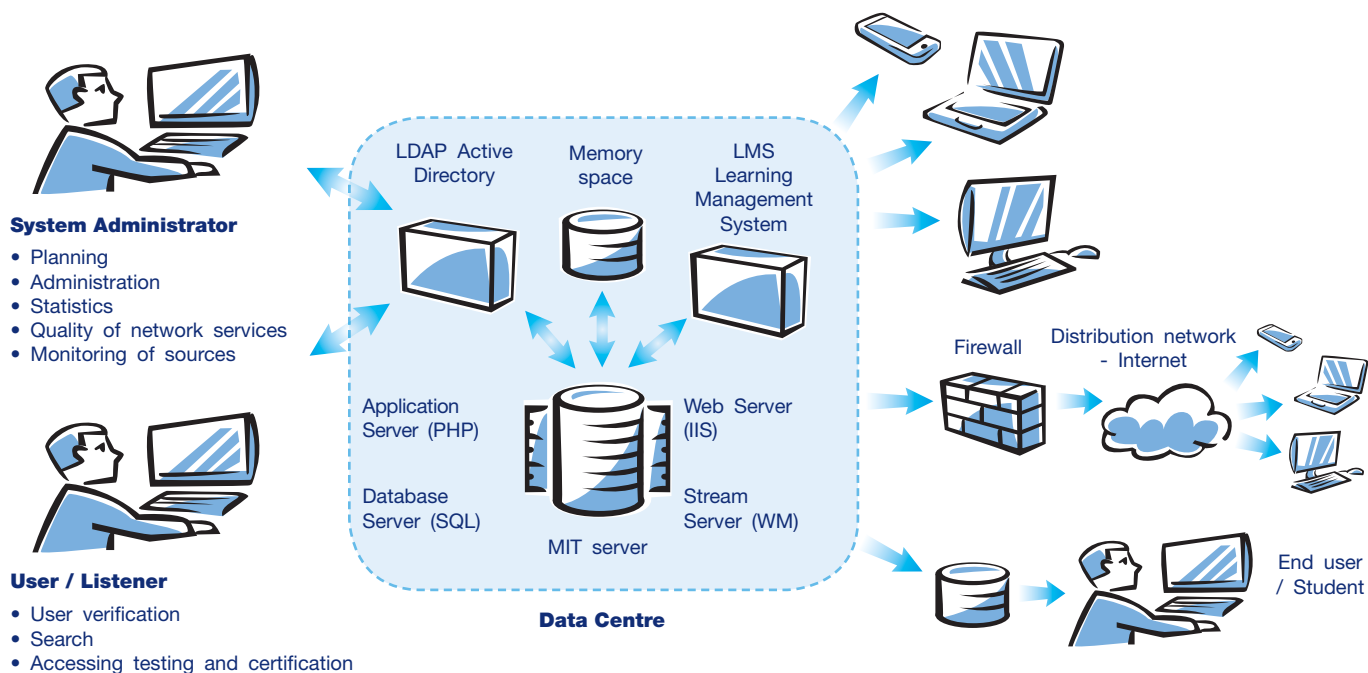 System Administrator
• Planning
• Administration
• Statistics
• Quality of network services
• Monitoring of sources
User / Listener
• User verification
• Search
• Accessing testing and certification
LDAP Active
Directory
Memory
space
LMS
Learning
Management
System
Application
Server (PHP)
Database
Server (SQL)
Web Server
(IIS)
Stream
Server (WM)
MIT server
Data Centre
Firewall
Distribution network
- Internet
End user
/ Student